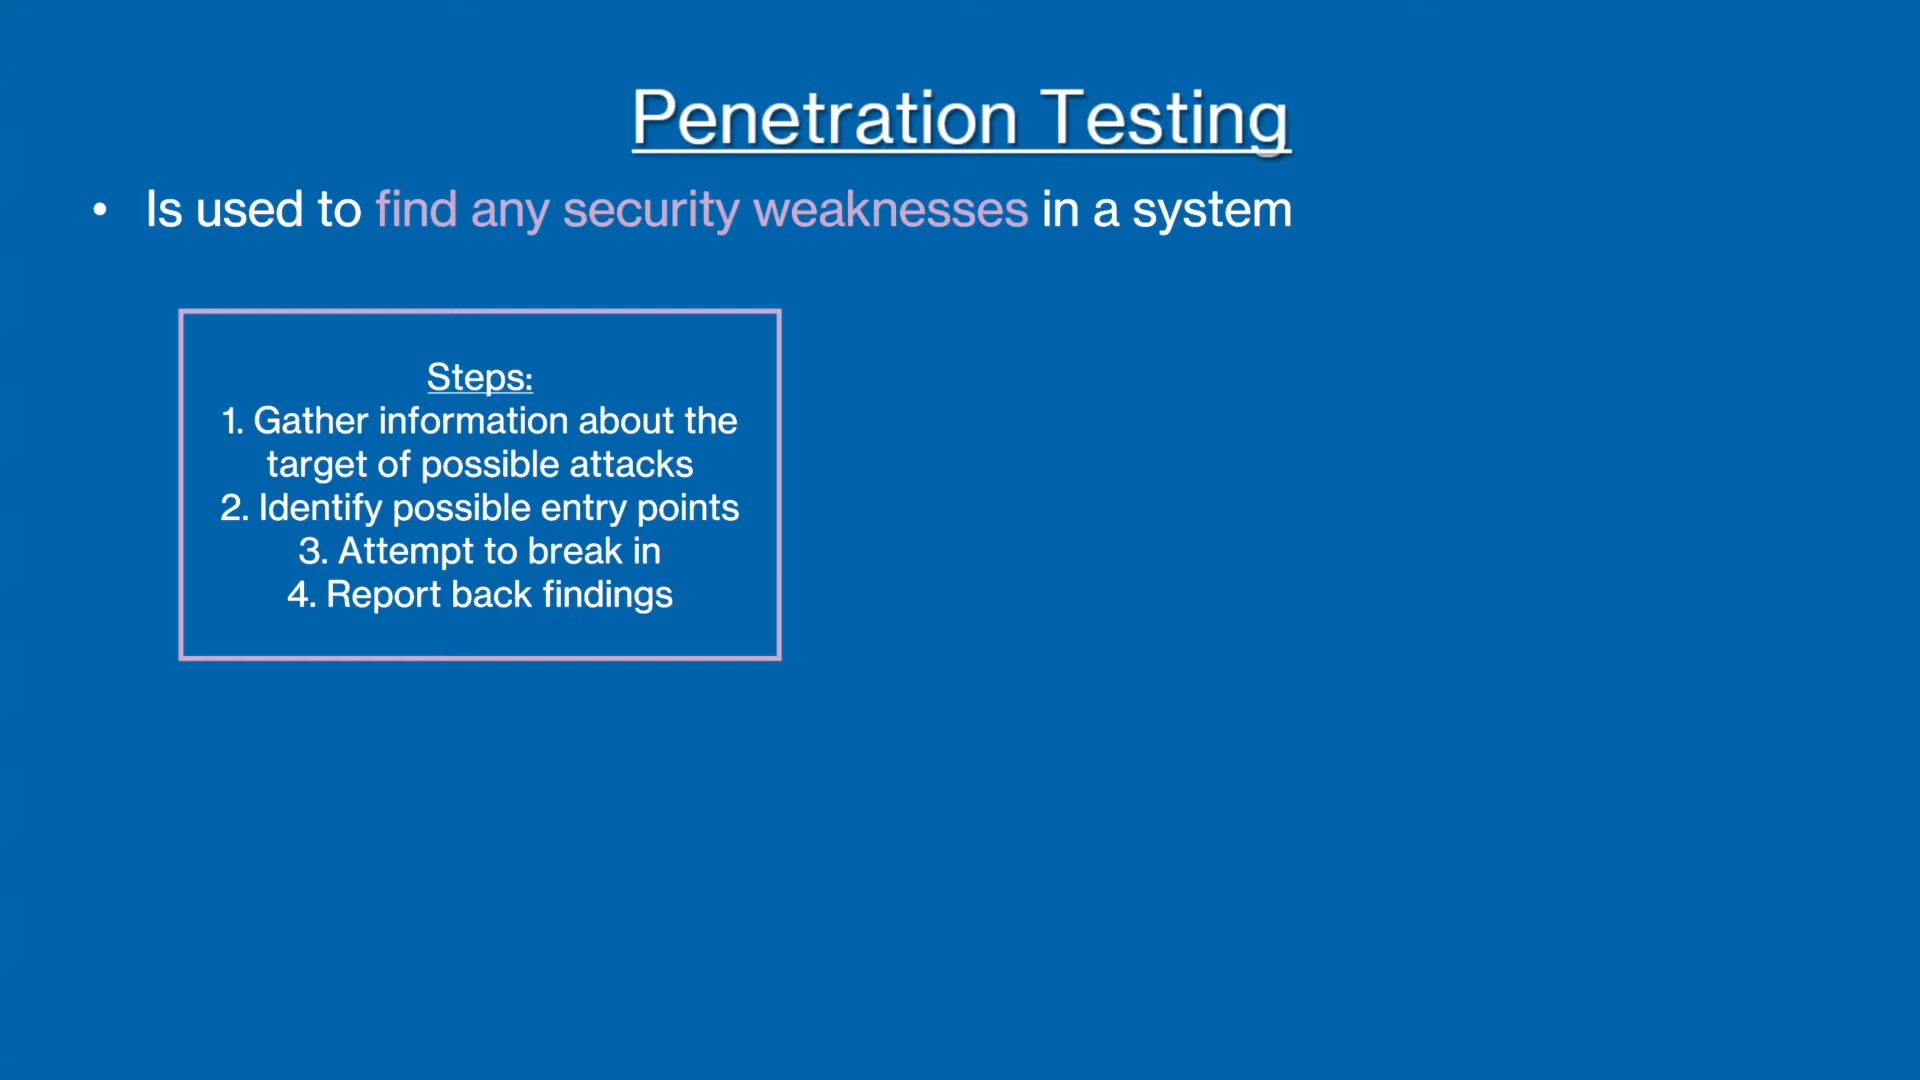 Penetration Testing
• Is used to find any security weaknesses in a system
Steps:
1. Gather information about the
target of possible attacks
2. Identify possible entry points
3. Attempt to break in
4. Report back findings